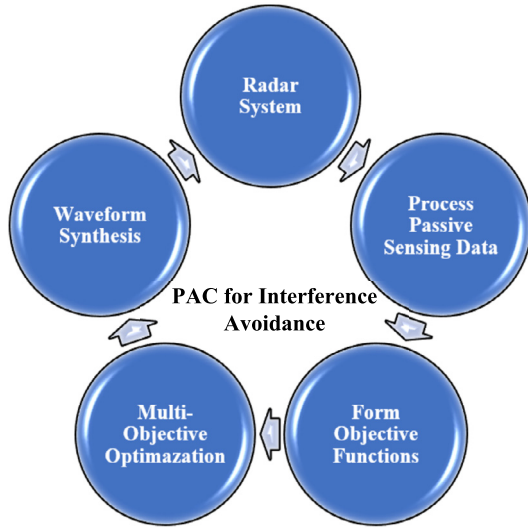 Radar
System
Process
Passive
Sensing Data
Form
Objective
Functions
Multi-
Objective
Optimazation
Waveform
Synthesis
PAC for Interference
Avoidance